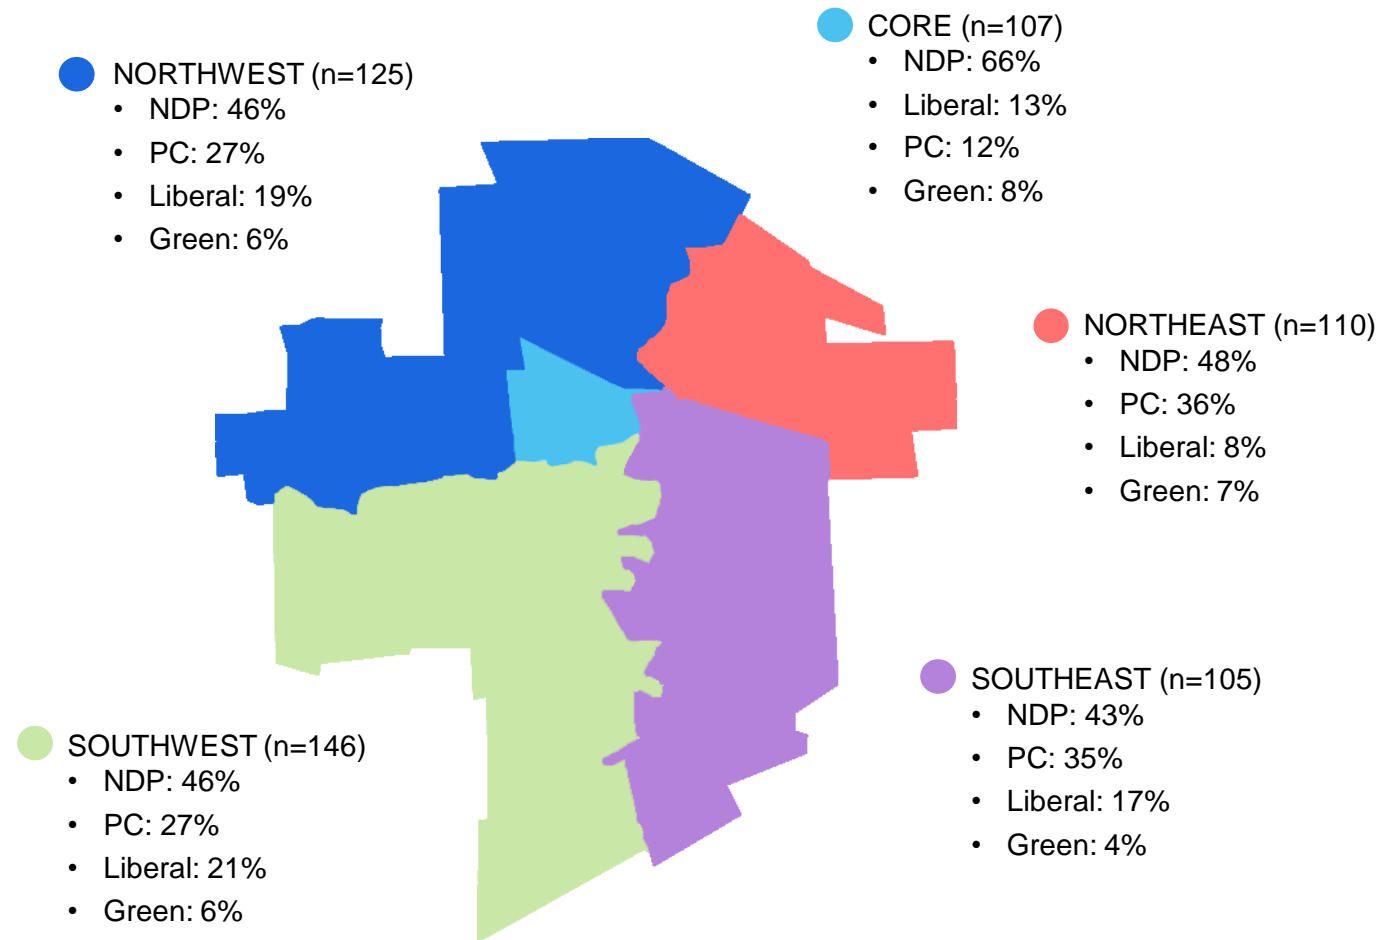 NORTHWEST (n=125)
• NDP: 46%
• PC: 27%
• Liberal: 19%
• Green: 6%
CORE (n=107)
• NDP: 66%
• Liberal: 13%
• PC: 12%
• Green: 8%
NORTHEAST (n=110)
• NDP: 48%
• PC: 36%
• Liberal: 8%
• Green: 7%
SOUTHEAST (n=105)
• NDP: 43%
• PC: 35%
• Liberal: 17%
• Green: 4%
SOUTHWEST (n=146)
• NDP: 46%
• PC: 27%
• Liberal: 21%
• Green: 6%